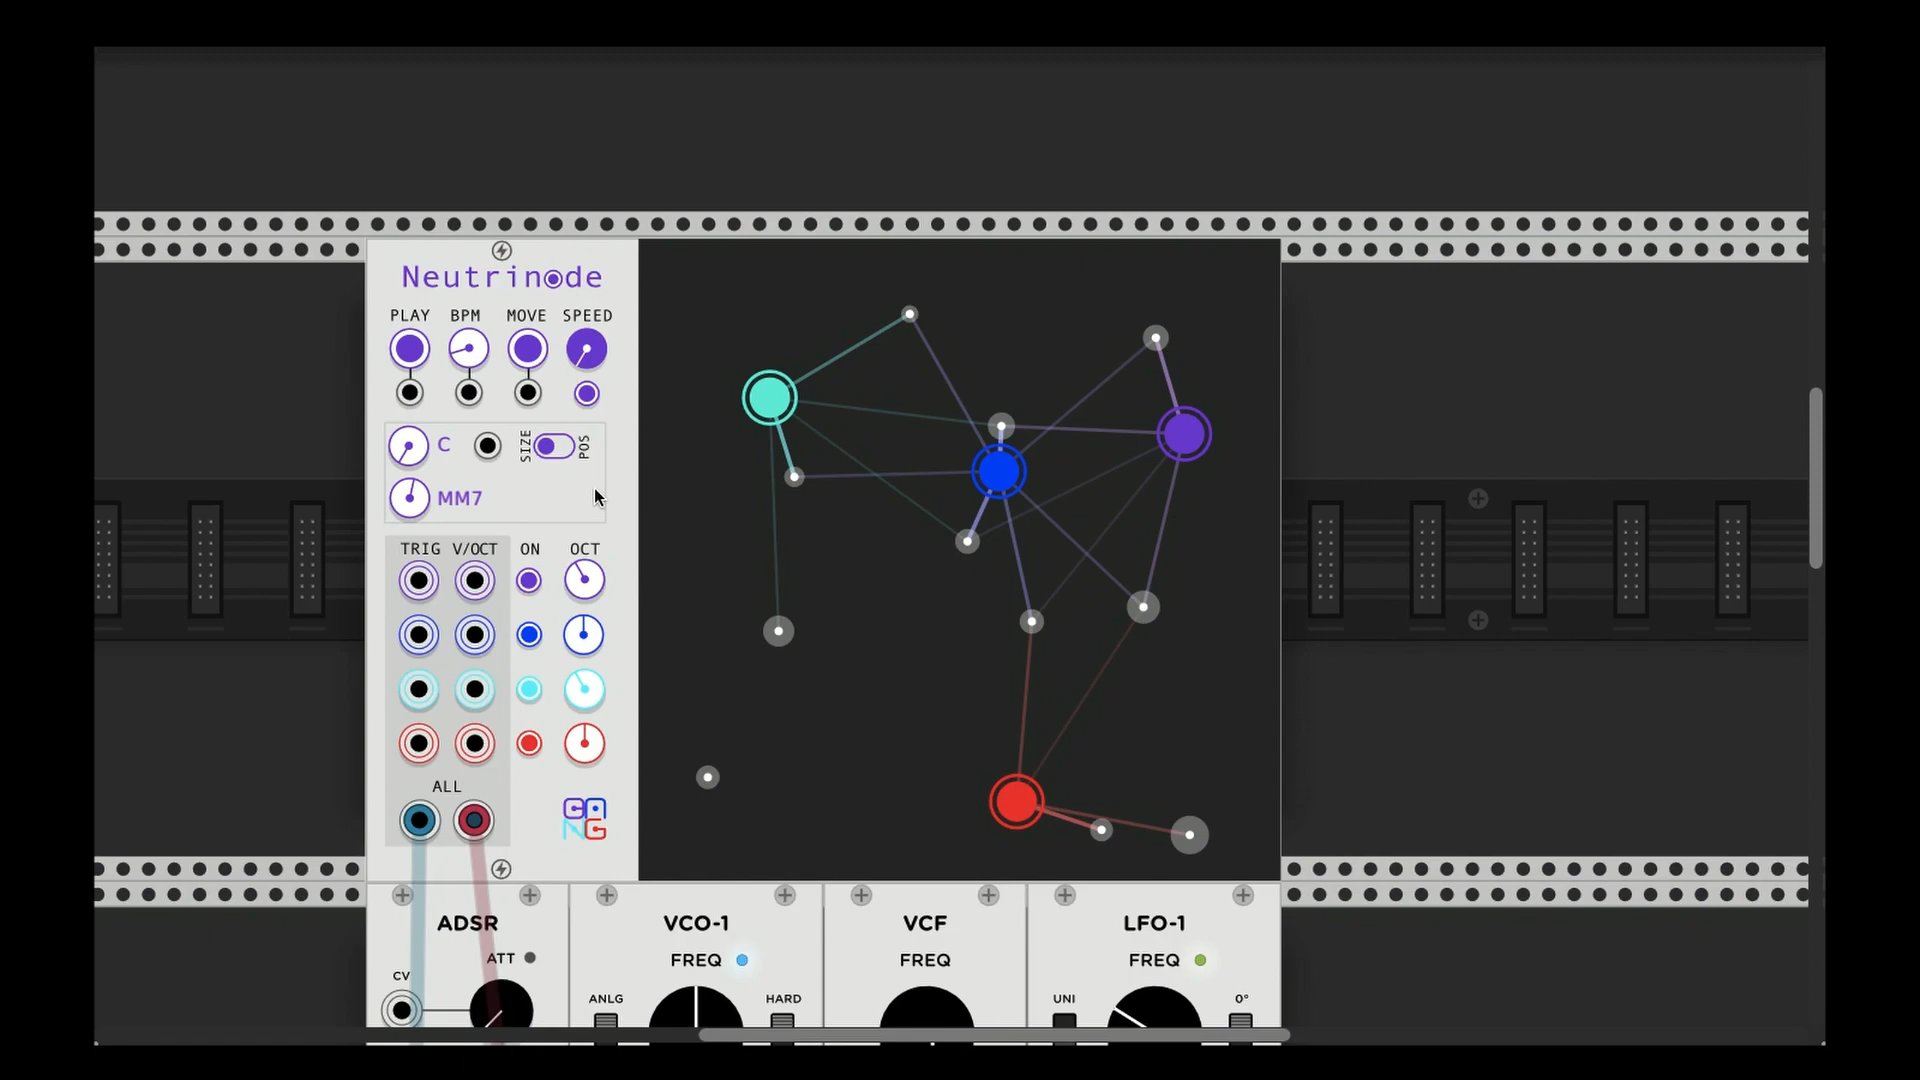 Neutrinode
PLAY BPM MOVE SPEED
C SIZE POS
MM7
TRIG V/OCT ON OCT
ALL
CANG
ADSR VCO-1 VCF LFO-1
ATT FREQ FREQ FREQ
CV ANLG HARD UNI 0°